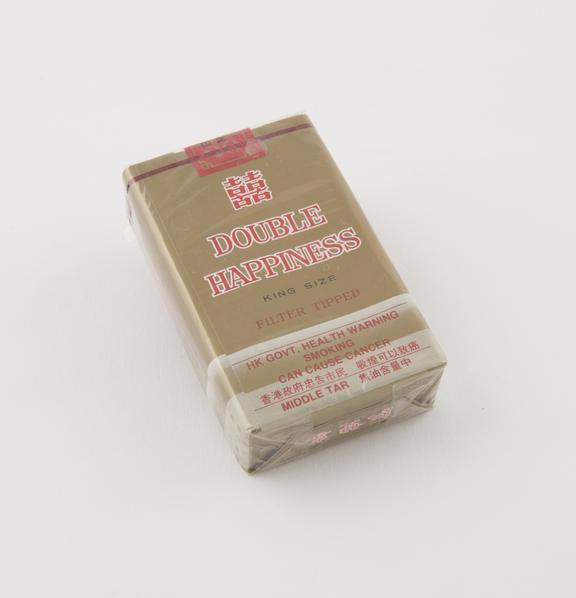 囍
DOUBLE
HAPPINESS
KING SIZE
FILTER TIPPED
HK GOVT. HEALTH WARNING
SMOKING
CAN CAUSE CANCER
香港政府忠告市民 吸煙可以致癌
MIDDLE TAR 焦油含量中